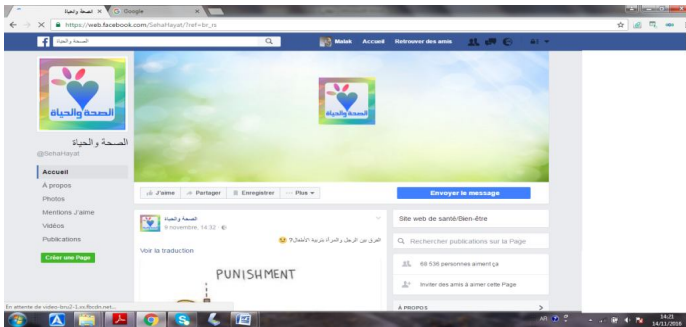 الصحة والحياة
Google
https://web.facebook.com/SehaHayat/?ref=br_rs
الصحة والحياة
Malak
Accueil
Retrouver des amis
الصحة والحياة
الصحة والحياة
الصحة والحياة
@SehaHayat
Accueil
À propos
Photos
Mentions J'aime
Vidéos
Publications
Créer une Page
J'aime
Partager
Enregistrer
Plus
Envoyer le message
الصحة والحياة
9 novembre, 14:32
الفرق بين الرجل والمرأة بتربية الأطفال؟
Voir la traduction
PUNISHMENT
Site web de santé/Bien-être
Rechercher publications sur la Page
68 536 personnes aiment ça
Inviter des amis à aimer cette Page
À PROPOS
En attente de video-bru2-1.xx.fbcdn.net...
AR
14:21
14/11/2016